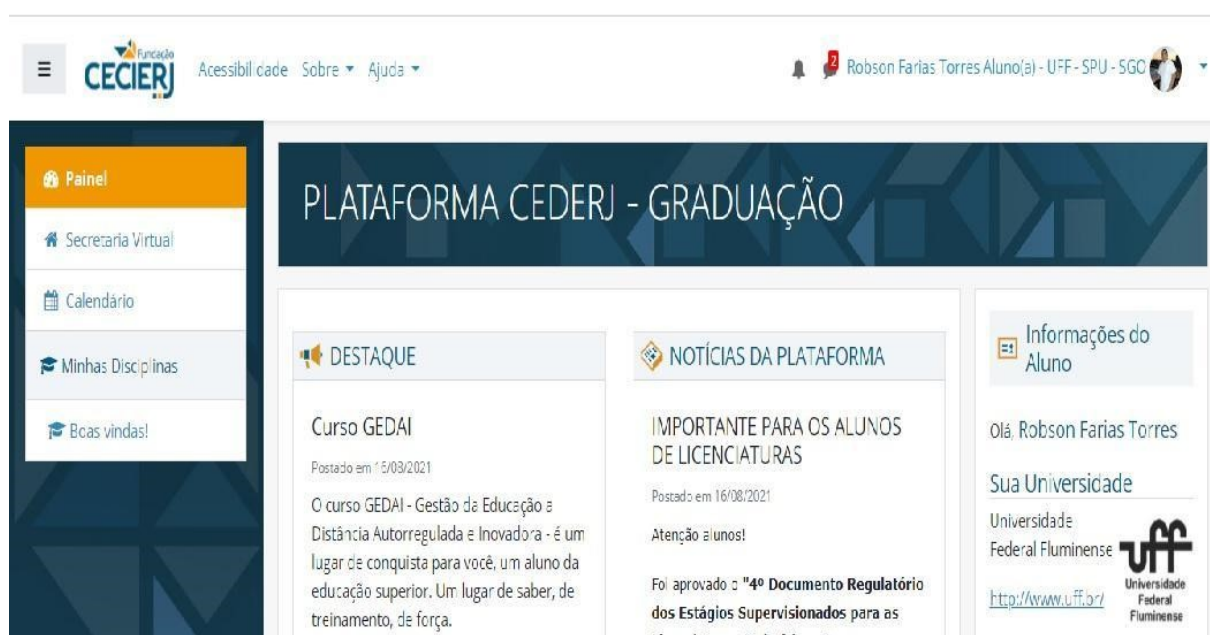 Fundação
CECIERJ
Acessibilidade Sobre Ajuda
2
Robson Farias Torres Aluno(a) - UFF - SPU - SGO
Painel
Secretaria Virtual
Calendário
Minhas Disciplinas
Boas vindas!
PLATAFORMA CEDERJ - GRADUAÇÃO
DESTAQUE
Curso GEDAI
Postado em 16/08/2021
O curso GEDAI - Gestão da Educação a
Distância Autorregulada e Inovadora - é um
lugar de conquista para você, um aluno da
educação superior. Um lugar de saber, de
treinamento, de força.
NOTÍCIAS DA PLATAFORMA
IMPORTANTE PARA OS ALUNOS
DE LICENCIATURAS
Postado em 16/08/2021
Atenção alunos!
Foi aprovado o "4º Documento Regulatório
dos Estágios Supervisionados para as
Informações do
Aluno
Olá, Robson Farias Torres
Sua Universidade
Universidade
Federal Fluminense
http://www.uff.br/
uff
Universidade
Federal
Fluminense